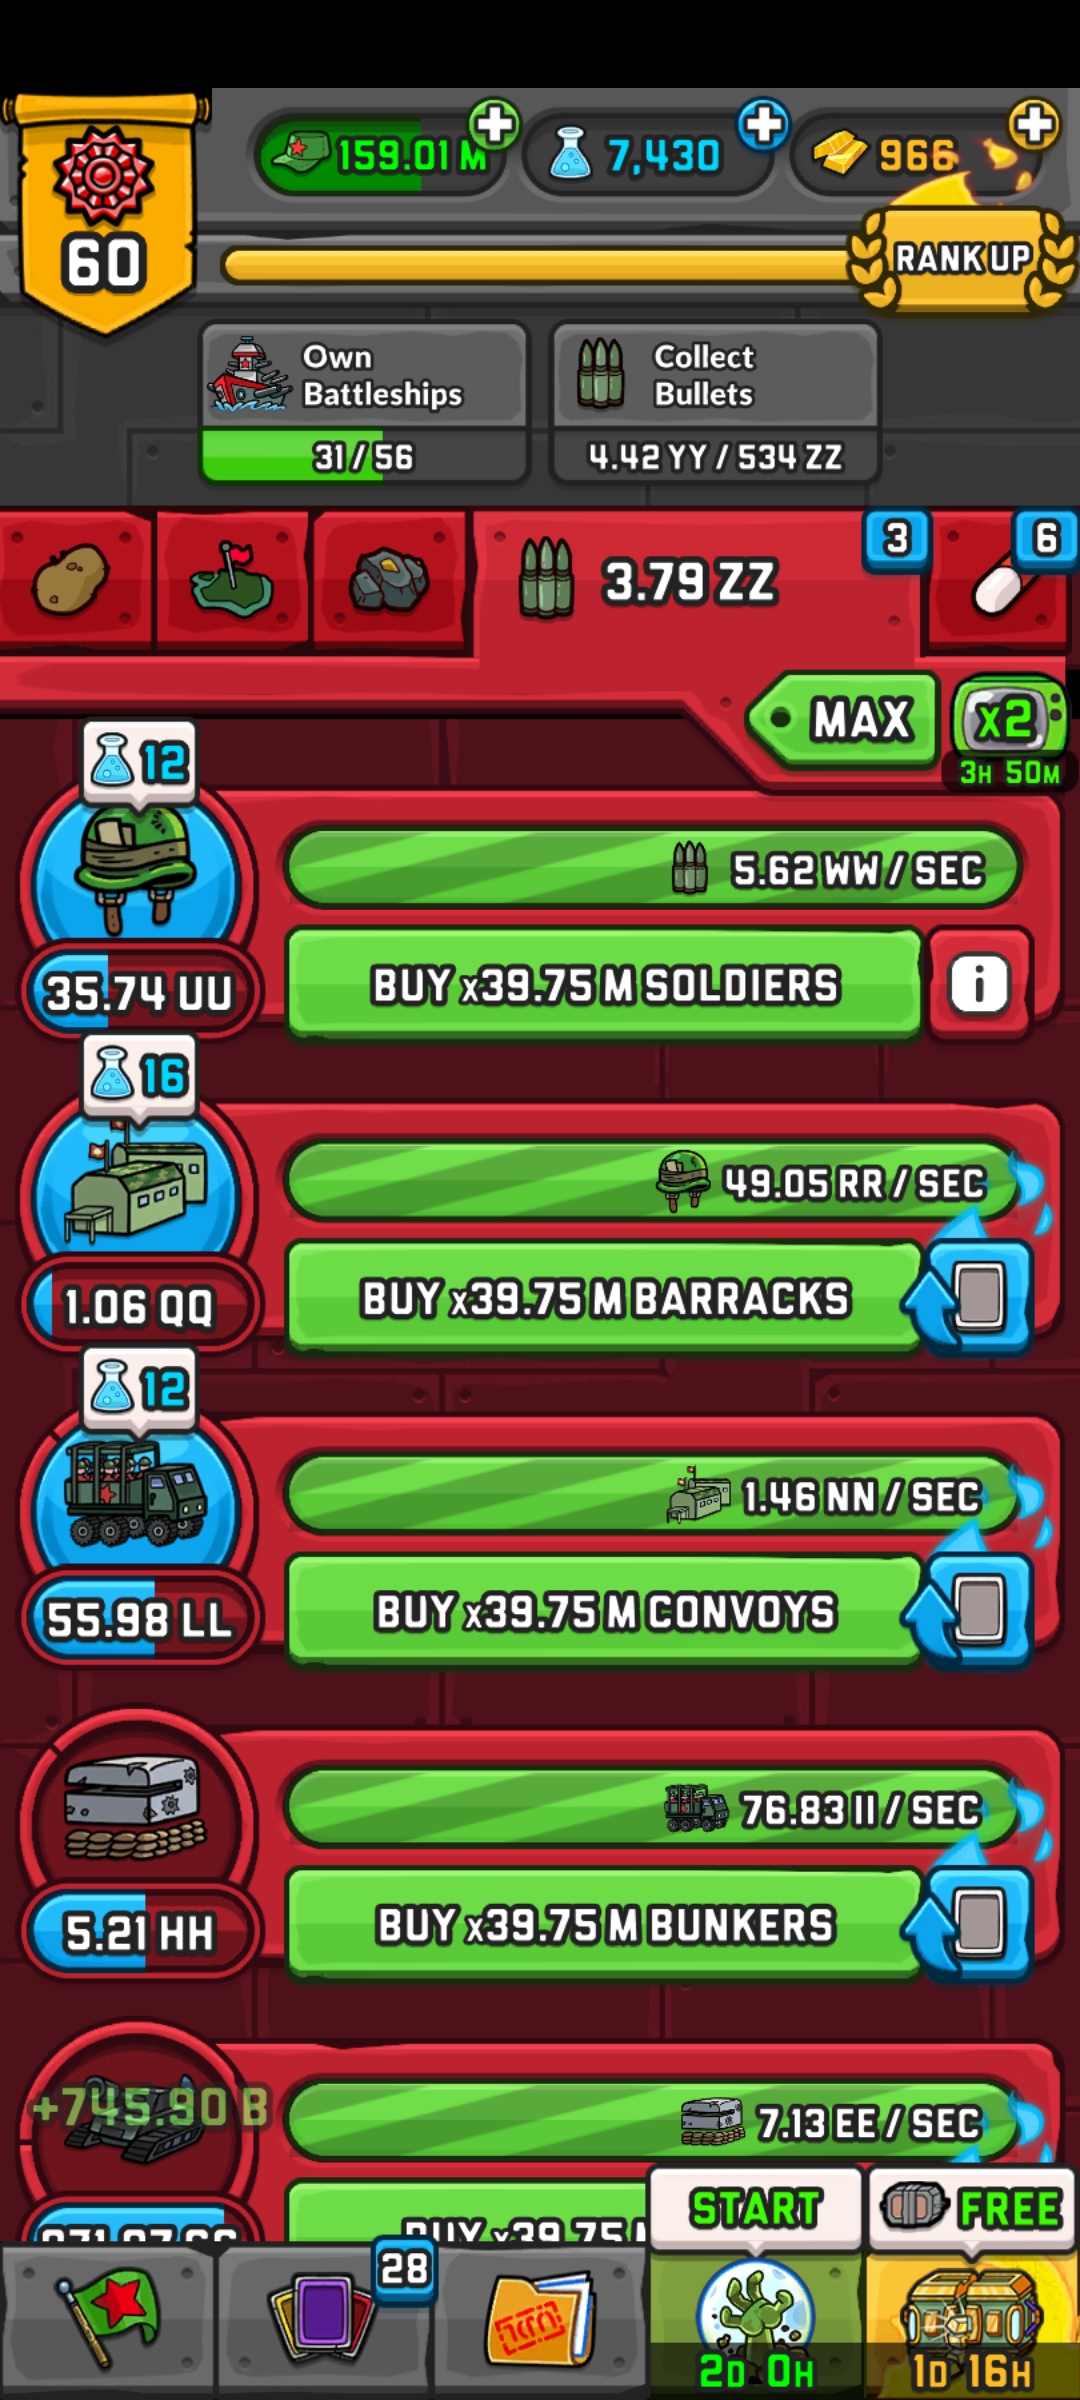 159.01 M
7,430
966
60
RANK UP
Own
Battleships
31 / 56
Collect
Bullets
4.42 YY / 534 ZZ
3.79 ZZ
3
6
MAX
x2
3H 50M
12
5.62 WW / SEC
35.74 UU
BUY x39.75 M SOLDIERS
i
16
49.05 RR / SEC
1.06 QQ
BUY x39.75 M BARRACKS
12
1.46 NN / SEC
55.98 LL
BUY x39.75 M CONVOYS
76.83 II / SEC
5.21 HH
BUY x39.75 M BUNKERS
+745.90 B
7.13 EE / SEC
BUY x39.75 M
START
FREE
28
2D 0H
1D 16H